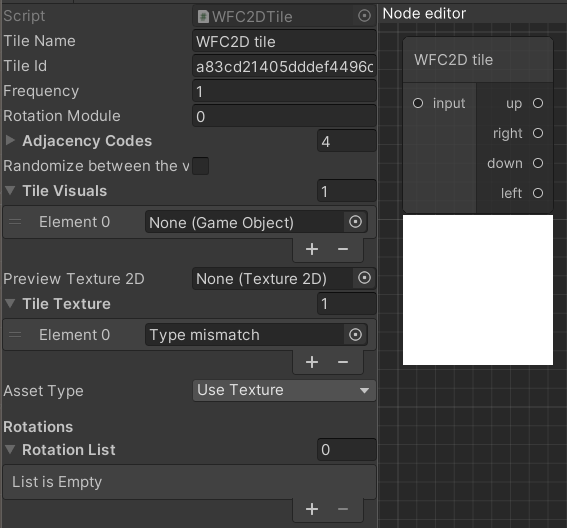 Script WFC2DTile
Tile Name WFC2D tile
Tile Id a83cd21405dddef4496c
Frequency 1
Rotation Module 0
Adjacency Codes 4
Randomize between the v
Tile Visuals 1
Element 0 None (Game Object)
+ −
Preview Texture 2D None (Texture 2D)
Tile Texture 1
Element 0 Type mismatch
+ −
Asset Type Use Texture
Rotations
Rotation List 0
List is Empty
+ −
Node editor
WFC2D tile
input up
right
down
left